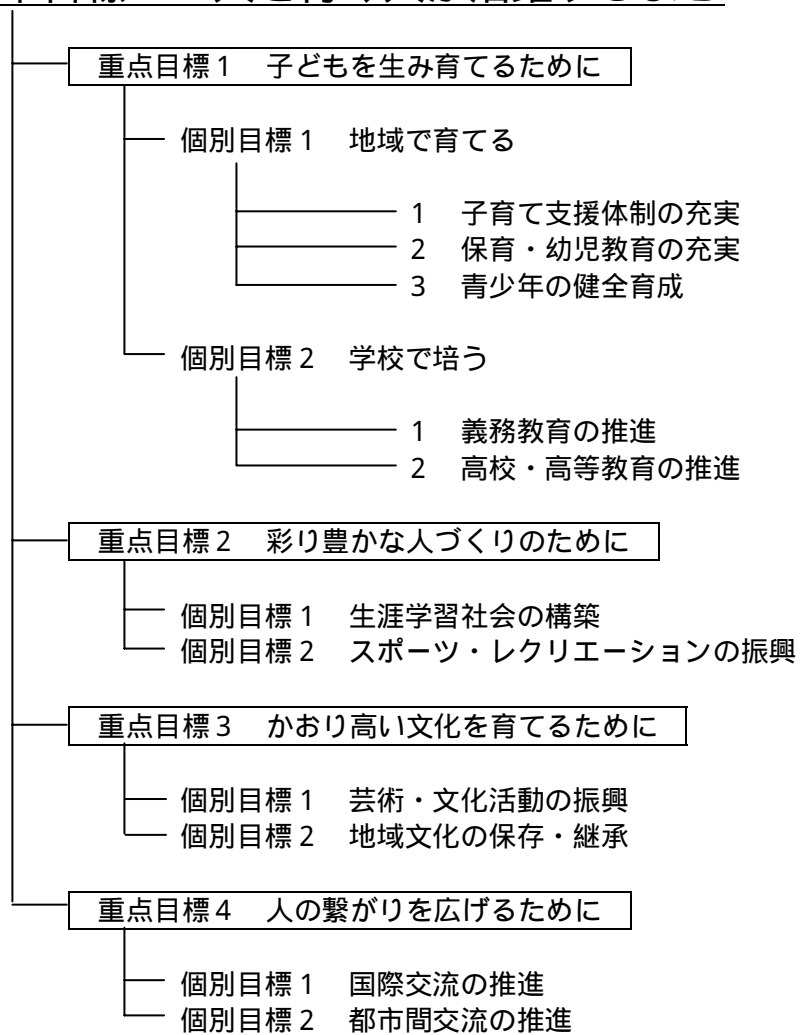 重点目標1 子どもを生み育てるために
個別目標1 地域で育てる
1 子育て支援体制の充実
2 保育・幼児教育の充実
3 青少年の健全育成
個別目標2 学校で培う
1 義務教育の推進
2 高校・高等教育の推進
重点目標2 彩り豊かな人づくりのために
個別目標1 生涯学習社会の構築
個別目標2 スポーツ・レクリエーションの振興
重点目標3 かおり高い文化を育てるために
個別目標1 芸術・文化活動の振興
個別目標2 地域文化の保存・継承
重点目標4 人の繋がりを広げるために
個別目標1 国際交流の推進
個別目標2 都市間交流の推進